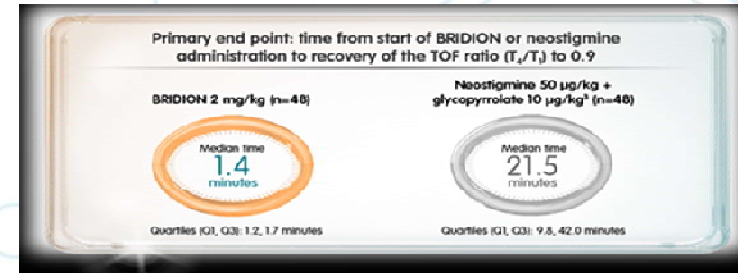 Primary end point: time from start of BRIDION or neostigmine
administration to recovery of the TOF ratio (T₄/T₁) to 0.9
BRIDION 2 mg/kg (n=48)
Neostigmine 50 µg/kg +
glycopyrrolate 10 µg/kg (n=48)
Median time
1.4
minutes
Median time
21.5
minutes
Quartiles (Q1, Q3): 1.2, 1.7 minutes
Quartiles (Q1, Q3): 9.8, 42.0 minutes